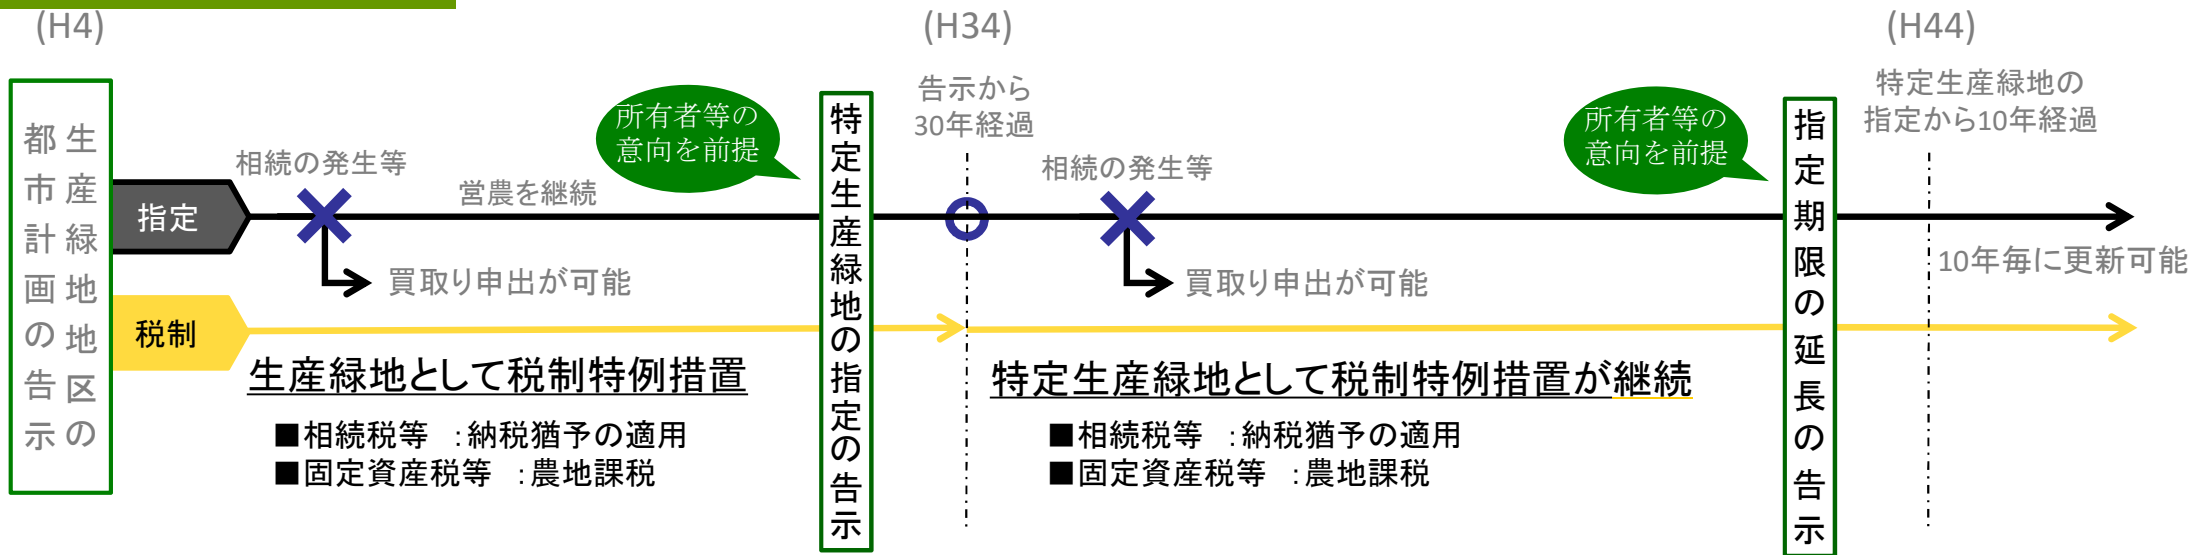 (H4)
(H34)
(H44)
生産緑地地区の
都市計画の告示
指定
税制
相続の発生等
営農を継続
買取り申出が可能
所有者等の
意向を前提
特定生産緑地の指定の告示
告示から
30年経過
相続の発生等
買取り申出が可能
所有者等の
意向を前提
指定期限の延長の告示
特定生産緑地の
指定から10年経過
10年毎に更新可能
生産緑地として税制特例措置
■相続税等 ：納税猶予の適用
■固定資産税等 ：農地課税
特定生産緑地として税制特例措置が継続
■相続税等 ：納税猶予の適用
■固定資産税等 ：農地課税